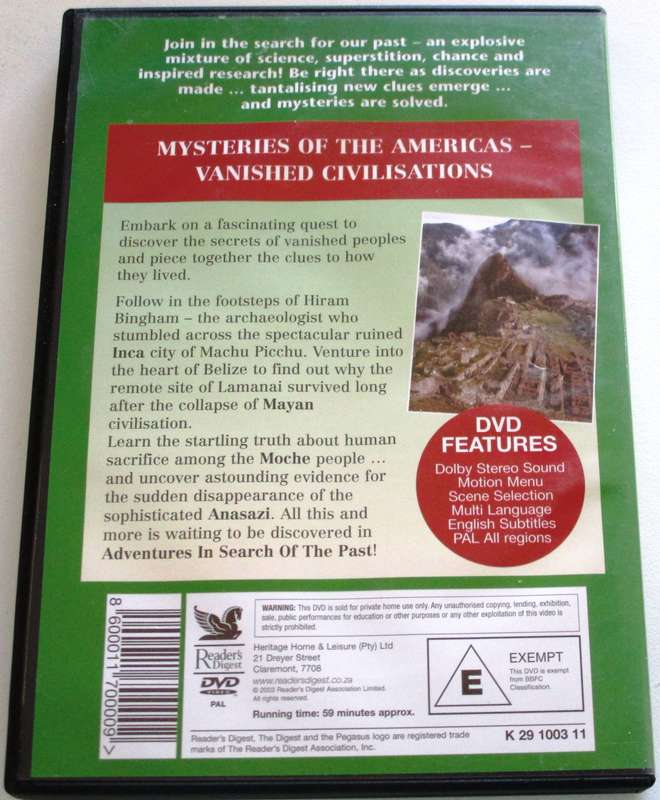 Join in the search for our past – an explosive
mixture of science, superstition, chance and
inspired research! Be right there as discoveries are
made ... tantalising new clues emerge ...
and mysteries are solved.
MYSTERIES OF THE AMERICAS –
VANISHED CIVILISATIONS
Embark on a fascinating quest to
discover the secrets of vanished peoples
and piece together the clues to how
they lived.
Follow in the footsteps of Hiram
Bingham – the archaeologist who
stumbled across the spectacular ruined
Inca city of Machu Picchu. Venture into
the heart of Belize to find out why the
remote site of Lamanai survived long
after the collapse of Mayan
civilisation.
Learn the startling truth about human
sacrifice among the Moche people ...
and uncover astounding evidence for
the sudden disappearance of the
sophisticated Anasazi. All this and
more is waiting to be discovered in
Adventures In Search Of The Past!
DVD
FEATURES
Dolby Stereo Sound
Motion Menu
Scene Selection
Multi Language
English Subtitles
PAL All regions
8 600011 700009 >
Reader's
Digest
DVD
VIDEO
PAL
WARNING: This DVD is sold for private home use only. Any unauthorised copying, lending, exhibition,
sale, public performances for education or other purposes or any other exploitation of this video is
strictly prohibited.
Heritage Home & Leisure (Pty) Ltd
21 Dreyer Street
Claremont, 7708
www.readersdigest.co.za
© 2003 Reader's Digest Association Limited.
All rights reserved.
Running time: 59 minutes approx.
E
EXEMPT
This DVD is exempt
from BBFC
Classification.
Reader's Digest, The Digest and the Pegasus logo are registered trade
marks of The Reader's Digest Association, Inc.
K 29 1003 11